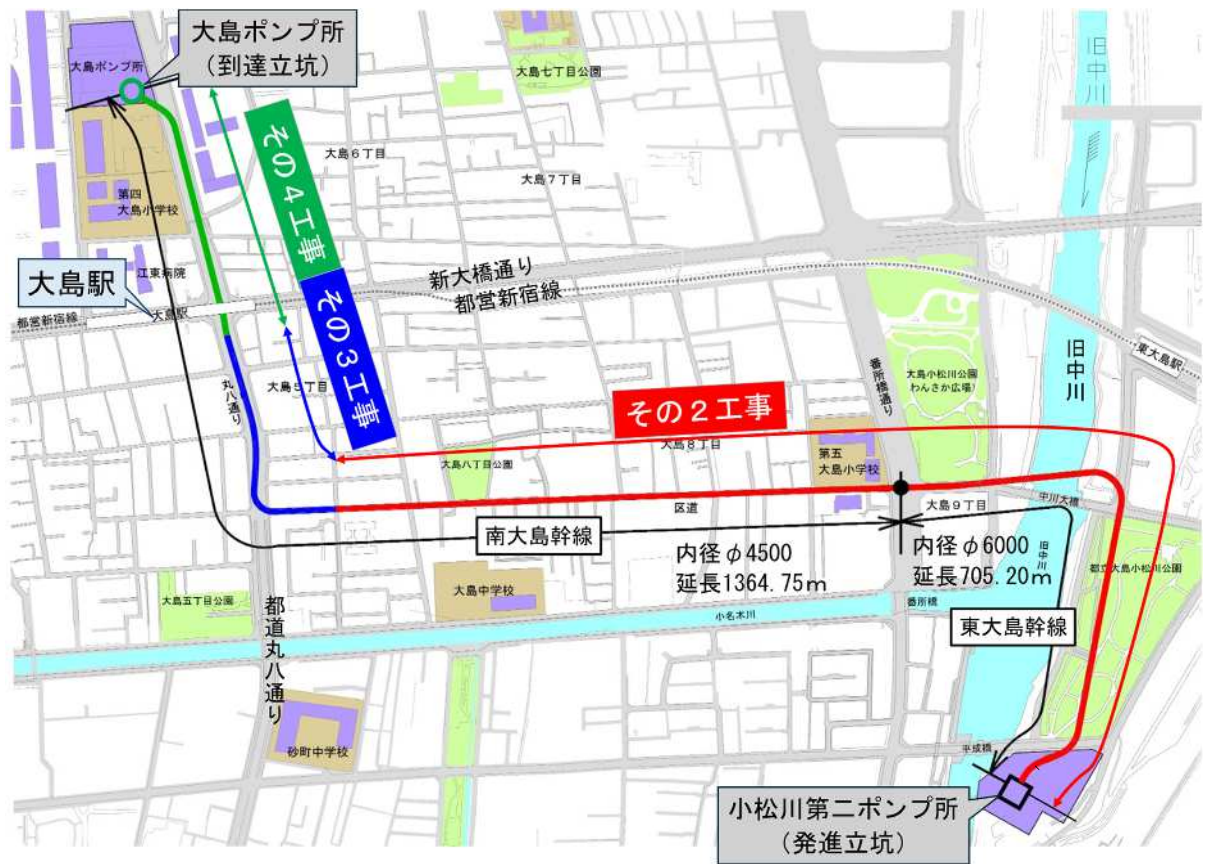 大島ポンプ所
（到達立坑）
大島ポンプ所
大島七丁目公園
旧中川
その４工事
大島６丁目
大島７丁目
第四
大島小学校
江東病院
大島駅
新大橋通り
都営新宿線
都営新宿線
大島駅
その３工事
東大島駅
旧中川
丸八通り
大島５丁目
番所橋通り
大島小松川公園
わんさか広場）
その２工事
大島八丁目公園
大島８丁目
第五
大島小学校
区道
大島９丁目
中川大橋
南大島幹線
内径φ4500
延長1364.75ｍ
内径φ6000
延長705.20ｍ
旧中川
都立大島小松川公園
大島五丁目公園
大島中学校
番所橋
小名木川
東大島幹線
都道丸八通り
砂町中学校
平成橋
小松川第二ポンプ所
（発進立坑）